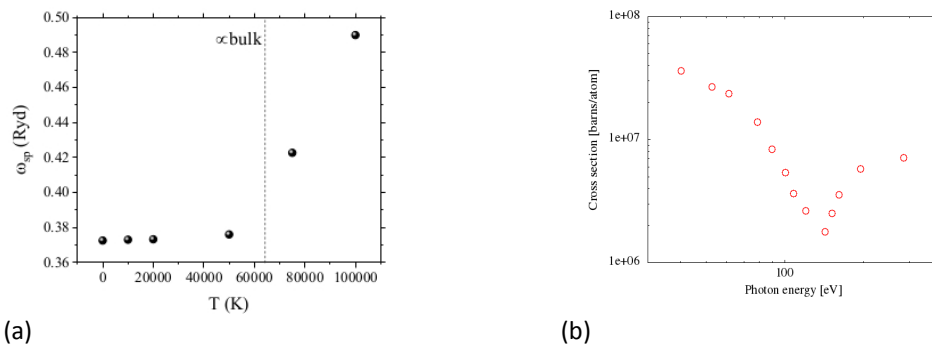 0.50
0.48
0.46
0.44
0.42
0.40
0.38
0.36
ω_sp (Ryd)
∝bulk
0 20000 40000 60000 80000 100000
T (K)
(a)
1e+08
1e+07
1e+06
Cross section [barns/atom]
100
Photon energy [eV]
(b)